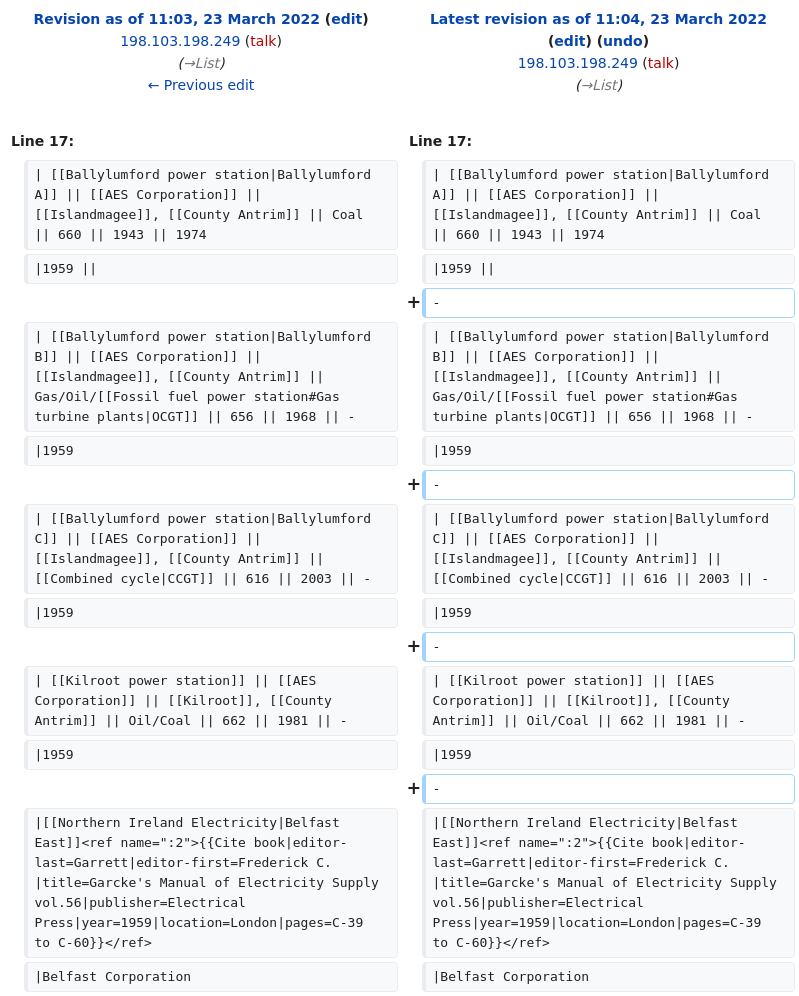 Revision as of 11:03, 23 March 2022 (edit)
198.103.198.249 (talk)
(→List)
← Previous edit
Latest revision as of 11:04, 23 March 2022
(edit) (undo)
198.103.198.249 (talk)
(→List)
Line 17:
Line 17:
| [[Ballylumford power station|Ballylumford
A]] || [[AES Corporation]] ||
[[Islandmagee]], [[County Antrim]] || Coal
|| 660 || 1943 || 1974
| [[Ballylumford power station|Ballylumford
A]] || [[AES Corporation]] ||
[[Islandmagee]], [[County Antrim]] || Coal
|| 660 || 1943 || 1974
|1959 ||
|1959 ||
+ -
| [[Ballylumford power station|Ballylumford
B]] || [[AES Corporation]] ||
[[Islandmagee]], [[County Antrim]] ||
Gas/Oil/[[Fossil fuel power station#Gas
turbine plants|OCGT]] || 656 || 1968 || -
| [[Ballylumford power station|Ballylumford
B]] || [[AES Corporation]] ||
[[Islandmagee]], [[County Antrim]] ||
Gas/Oil/[[Fossil fuel power station#Gas
turbine plants|OCGT]] || 656 || 1968 || -
|1959
|1959
+ -
| [[Ballylumford power station|Ballylumford
C]] || [[AES Corporation]] ||
[[Islandmagee]], [[County Antrim]] ||
[[Combined cycle|CCGT]] || 616 || 2003 || -
| [[Ballylumford power station|Ballylumford
C]] || [[AES Corporation]] ||
[[Islandmagee]], [[County Antrim]] ||
[[Combined cycle|CCGT]] || 616 || 2003 || -
|1959
|1959
+ -
| [[Kilroot power station]] || [[AES
Corporation]] || [[Kilroot]], [[County
Antrim]] || Oil/Coal || 662 || 1981 || -
| [[Kilroot power station]] || [[AES
Corporation]] || [[Kilroot]], [[County
Antrim]] || Oil/Coal || 662 || 1981 || -
|1959
|1959
+ -
|[[Northern Ireland Electricity|Belfast
East]]<ref name=":2">{{Cite book|editor-
last=Garrett|editor-first=Frederick C.
|title=Garcke's Manual of Electricity Supply
vol.56|publisher=Electrical
Press|year=1959|location=London|pages=C-39
to C-60}}</ref>
|[[Northern Ireland Electricity|Belfast
East]]<ref name=":2">{{Cite book|editor-
last=Garrett|editor-first=Frederick C.
|title=Garcke's Manual of Electricity Supply
vol.56|publisher=Electrical
Press|year=1959|location=London|pages=C-39
to C-60}}</ref>
|Belfast Corporation
|Belfast Corporation